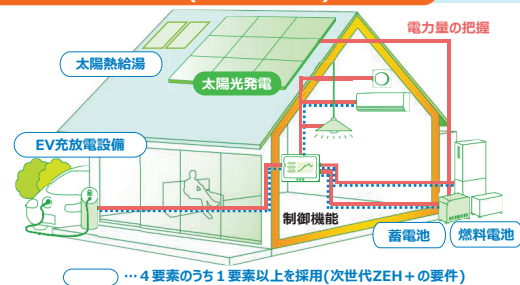 電力量の把握
太陽熱給湯
太陽光発電
EV充放電設備
制御機能
蓄電池
燃料電池
…４要素のうち１要素以上を採用(次世代ZEH＋の要件)